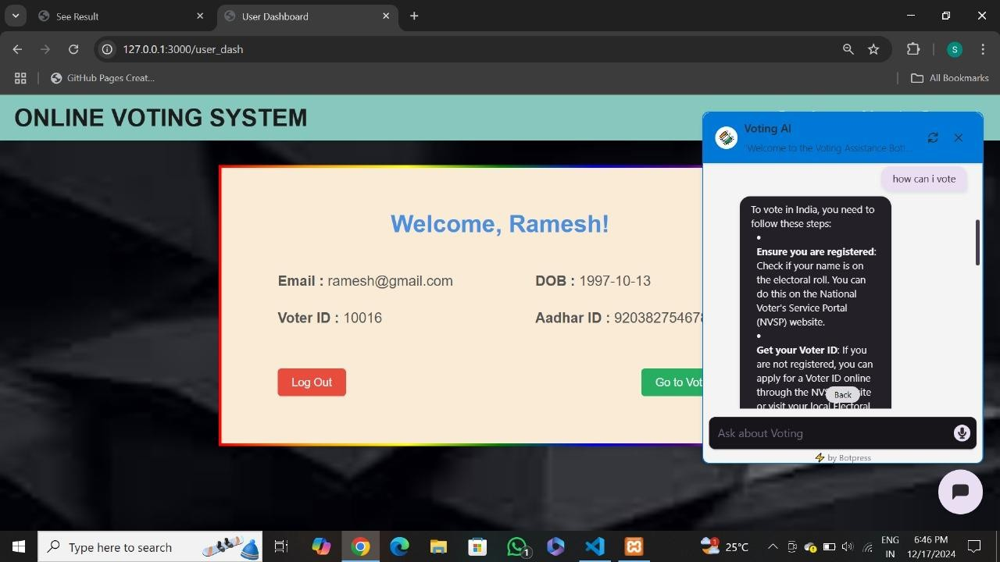 See Result
User Dashboard
127.0.0.1:3000/user_dash
GitHub Pages Creat...
All Bookmarks
S
ONLINE VOTING SYSTEM
Voting AI
"Welcome to the Voting Assistance Bot!...
how can i vote
To vote in India, you need to
follow these steps:
Ensure you are registered:
Check if your name is on
the electoral roll. You can
do this on the National
Voter's Service Portal
(NVSP) website.
Get your Voter ID: If you
are not registered, you can
apply for a Voter ID online
through the
or visit your local Electoral
Back
Ask about Voting
by Botpress
Welcome, Ramesh!
Email : ramesh@gmail.com
DOB : 1997-10-13
Voter ID : 10016
Aadhar ID : 92038275467
Log Out
Go to
Type here to search
1
1
25°C
ENG
IN
6:46 PM
12/17/2024